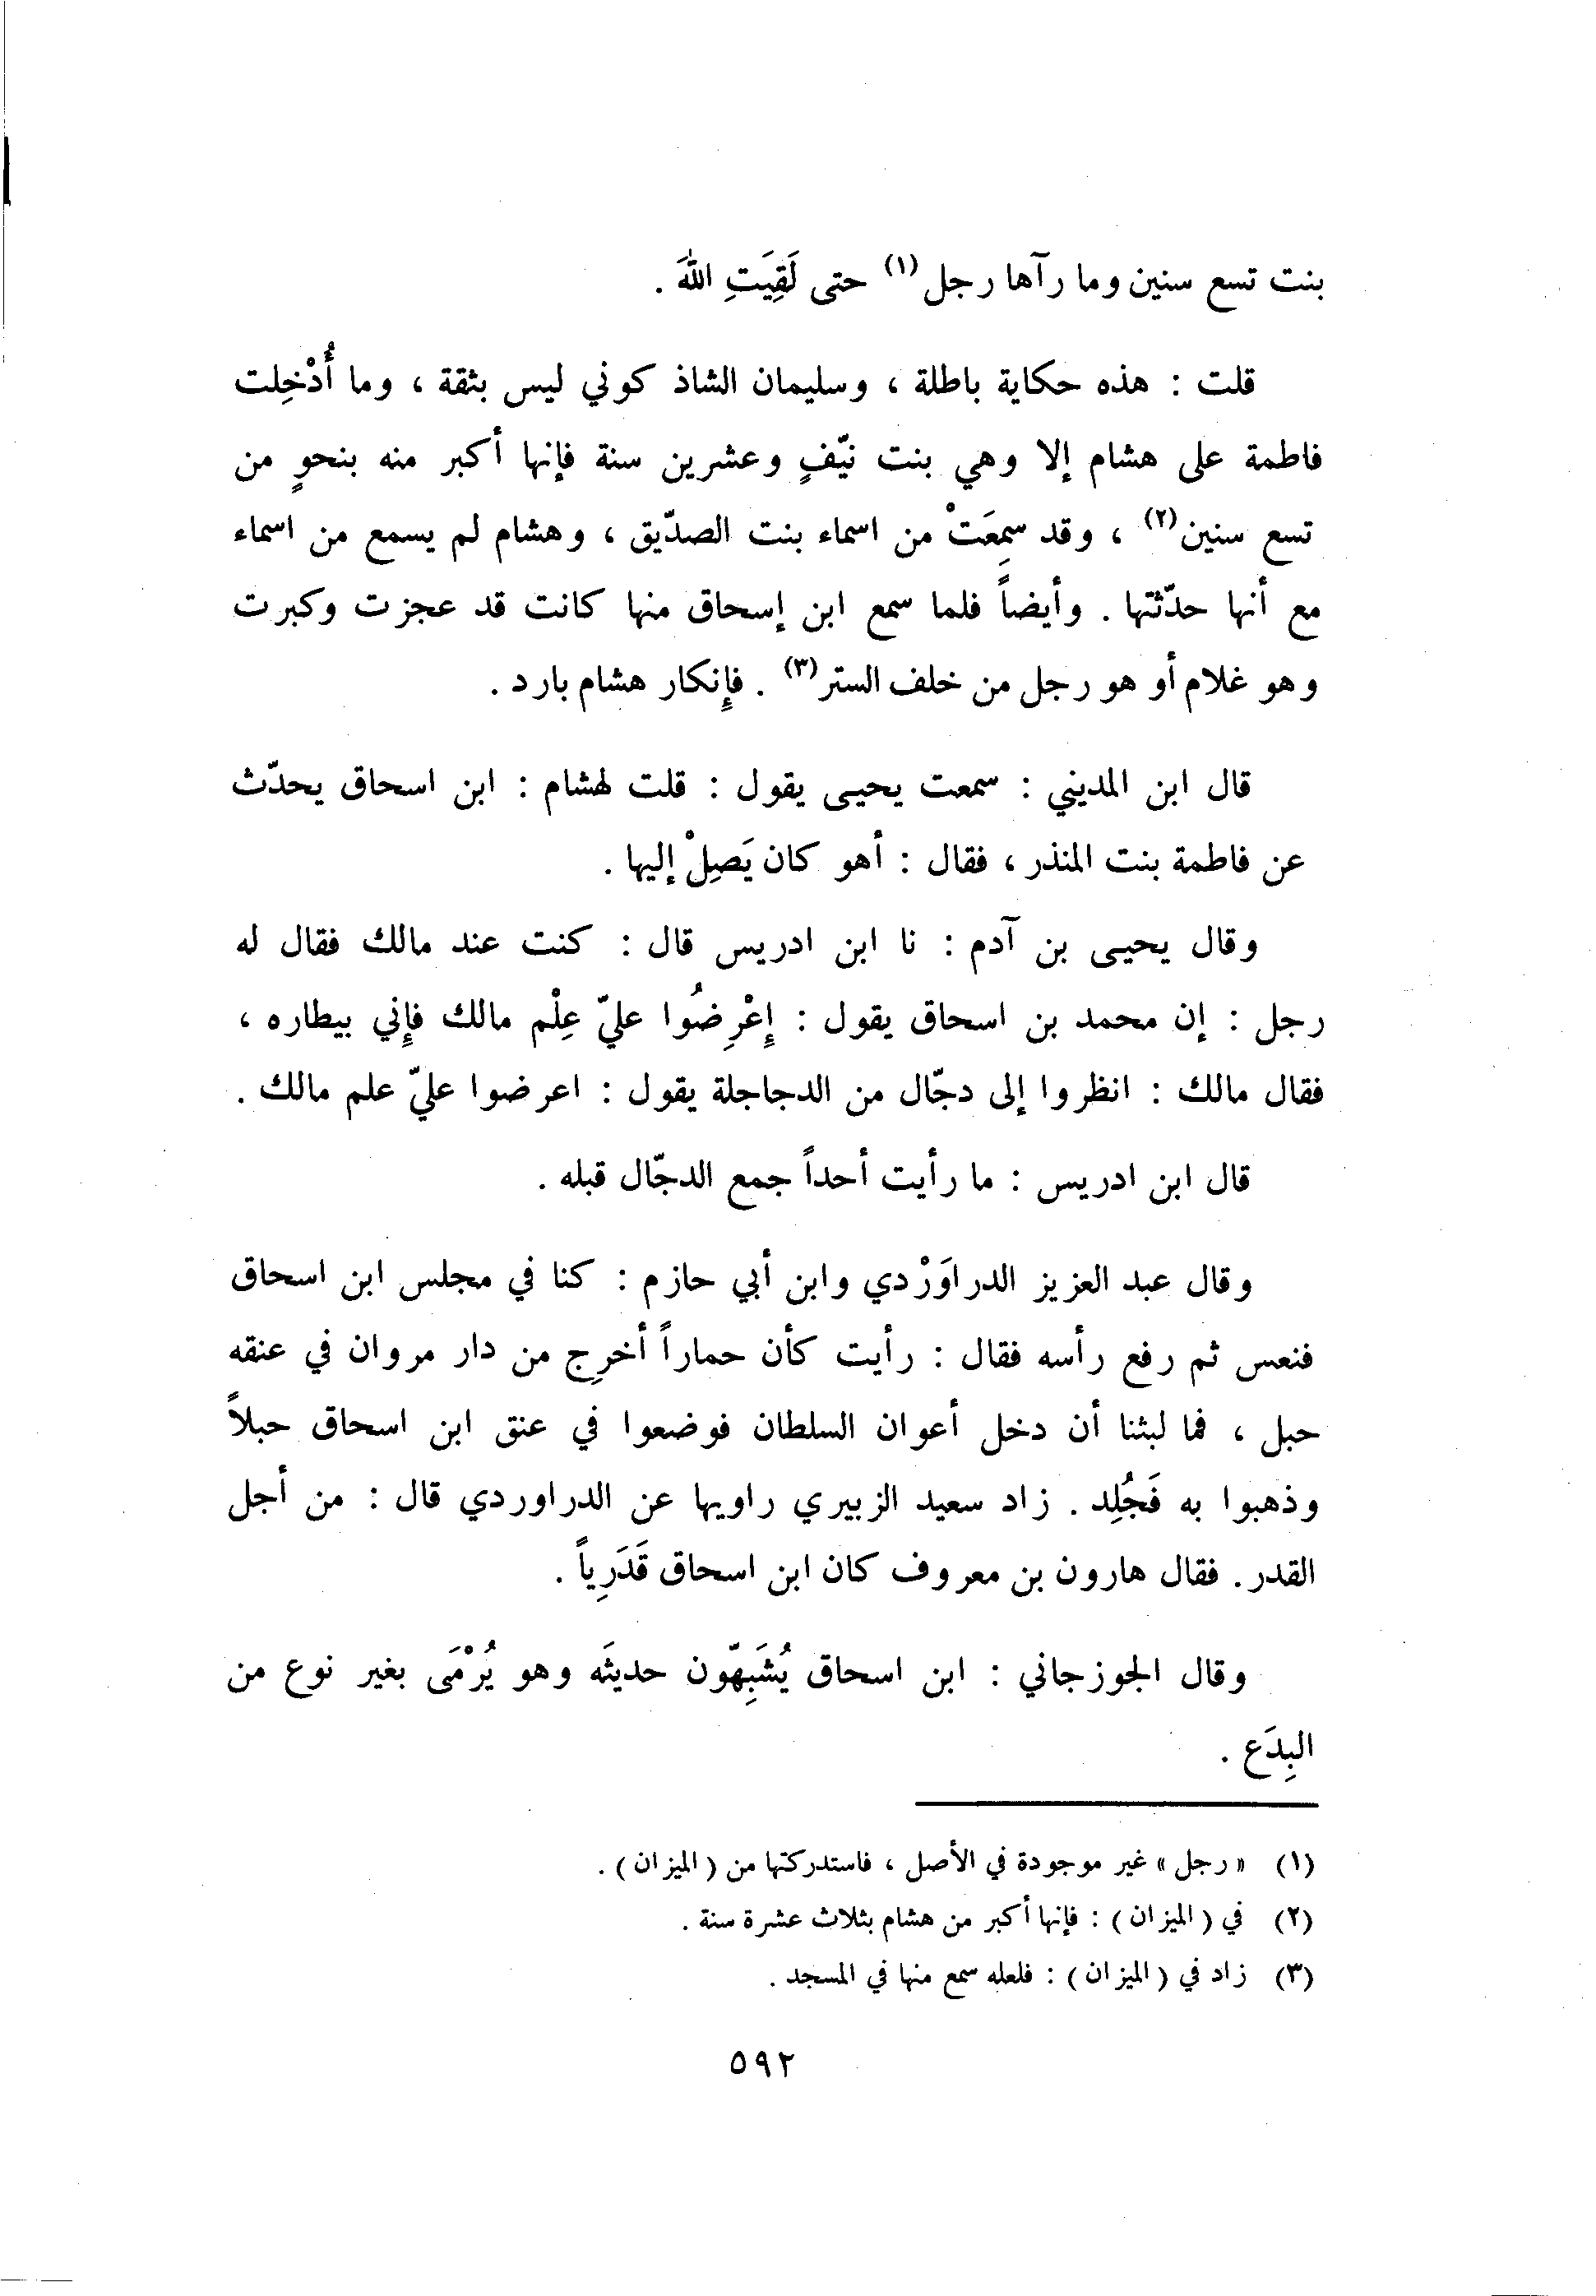 بنت تسع سنين وما رآها رجل (١) حتى لَقِيَتِ اللهَ .
قلت : هذه حكاية باطلة ، وسليمان الشاذ كوني ليس بثقة ، وما أُدْخِلت
فاطمة على هشام إلا وهي بنت نيّفٍ وعشرين سنة فإنها أكبر منه بنحوٍ من
تسع سنين (٢) ، وقد سمِعَتْ من اسماء بنت الصدّيق ، وهشام لم يسمع من اسماء
مع أنها حدّثتها . وأيضاً فلما سمع ابن إسحاق منها كانت قد عجزت وكبرت
وهو غلام أو هو رجل من خلف الستر (٣) . فإنكار هشام بارد .
قال ابن المديني : سمعت يحيى يقول : قلت لهشام : ابن اسحاق يحدّث
عن فاطمة بنت المنذر ، فقال : أهو كان يَصِلْ إليها .
وقال يحيى بن آدم : نا ابن ادريس قال : كنت عند مالك فقال له
رجل : إن محمد بن اسحاق يقول : إِعْرِضُوا عليّ عِلْم مالك فإِني بيطاره ،
فقال مالك : انظروا إلى دجّال من الدجاجلة يقول : اعرضوا عليّ علم مالك .
قال ابن ادريس : ما رأيت أحداً جمع الدجّال قبله .
وقال عبد العزيز الدراوَرْدي وابن أبي حازم : كنا في مجلس ابن اسحاق
فنعس ثم رفع رأسه فقال : رأيت كأن حماراً أخرِج من دار مروان في عنقه
حبل ، فما لبثنا أن دخل أعوان السلطان فوضعوا في عنق ابن اسحاق حبلاً
وذهبوا به فَجُلِد . زاد سعيد الزبيري راويها عن الدراوردي قال : من أجل
القدر . فقال هارون بن معروف كان ابن اسحاق قَدَرِياً .
وقال الجوزجاني : ابن اسحاق يُشَبِهّون حديثَه وهو يُرْمَى بغير نوع من
البِدَع .
(١) « رجل » غير موجودة في الأصل ، فاستدركتها من ( الميزان ) .
(٢) في ( الميزان ) : فإنها أكبر من هشام بثلاث عشرة سنة .
(٣) زاد في ( الميزان ) : فلعله سمع منها في المسجد .
٥٩٢